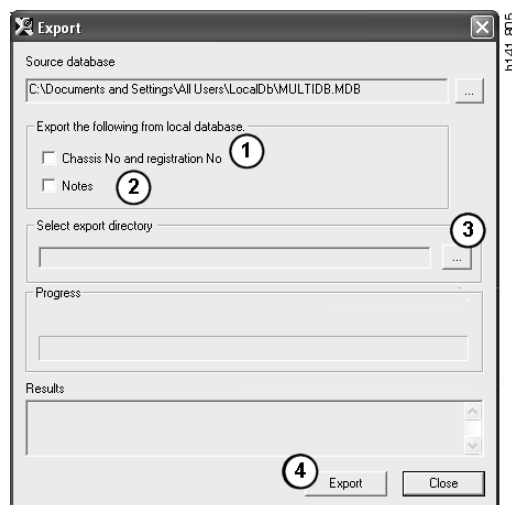 Export
h141 805
Source database
C:\Documents and Settings\All Users\LocalDb\MULTIDB.MDB
...
Export the following from local database.
Chassis No and registration No
1
Notes
2
Select export directory
3
...
Progress
Results
4
Export
Close